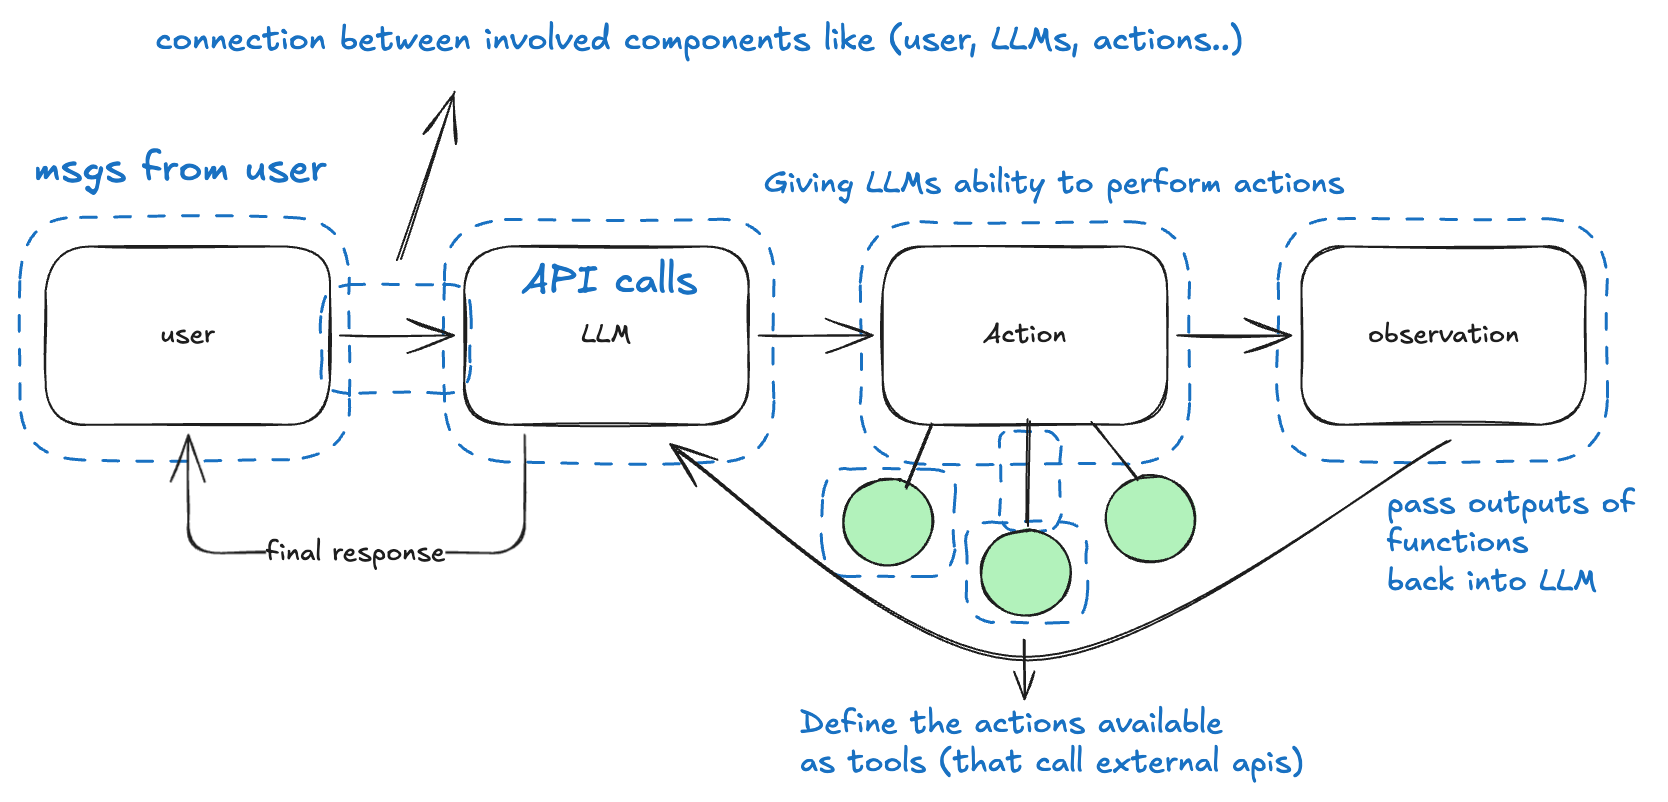 connection between involved components like (user, LLMs, actions..)
msgs from user
Giving LLMs ability to perform actions
API calls
user
LLM
Action
observation
final response
pass outputs of
functions
back into LLM
Define the actions available
as tools (that call external apis)